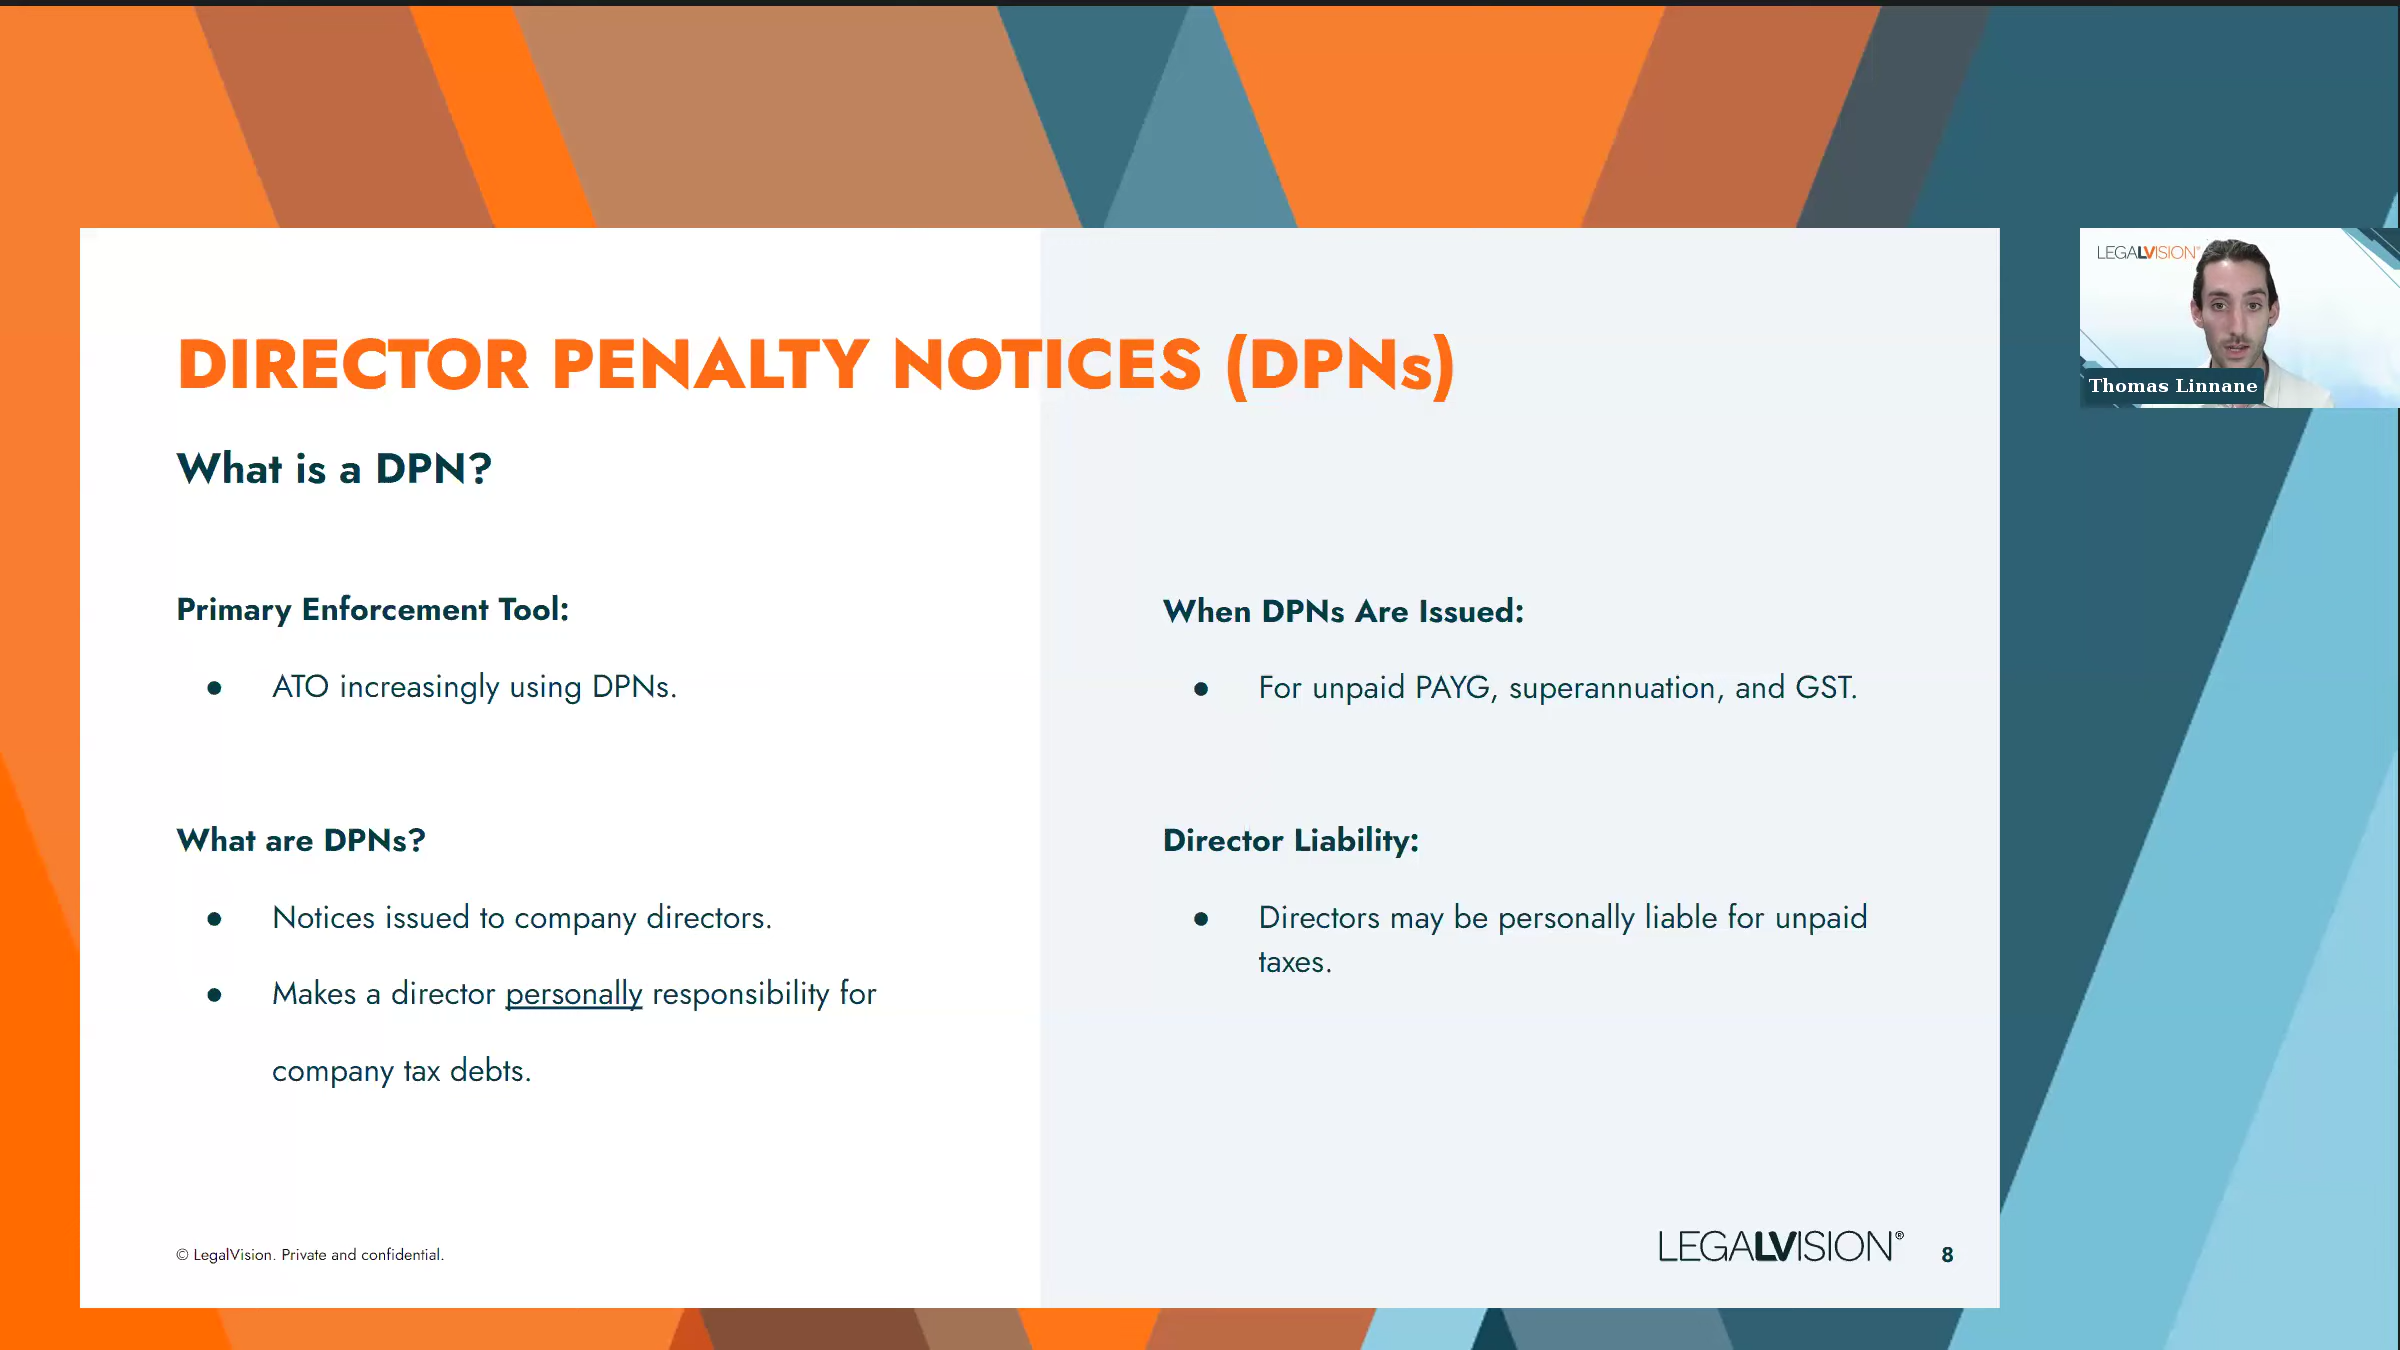 DIRECTOR PENALTY NOTICES (DPNs)
What is a DPN?
Primary Enforcement Tool:
● ATO increasingly using DPNs.
What are DPNs?
● Notices issued to company directors.
● Makes a director personally responsibility for
company tax debts.
When DPNs Are Issued:
● For unpaid PAYG, superannuation, and GST.
Director Liability:
● Directors may be personally liable for unpaid
taxes.
© LegalVision. Private and confidential.
LEGALVISION®
8
LEGALVISION
Thomas Linnane